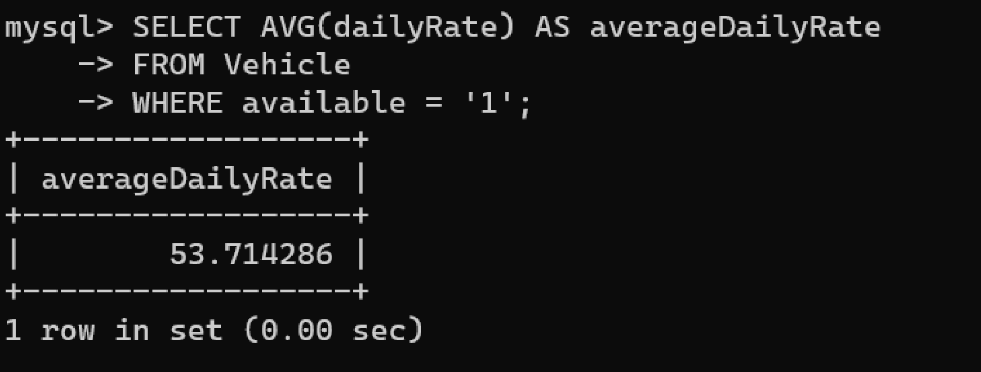 mysql> SELECT AVG(dailyRate) AS averageDailyRate
    -> FROM Vehicle
    -> WHERE available = '1';
+------------------+
| averageDailyRate |
+------------------+
|        53.714286 |
+------------------+
1 row in set (0.00 sec)